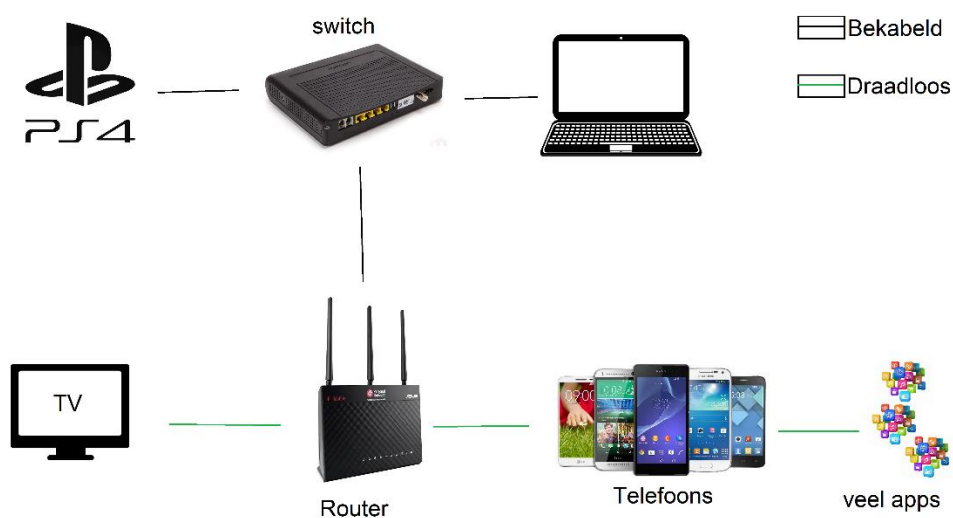 switch
Bekabeld
Draadloos
PS4
TV
Router
Telefoons
veel apps